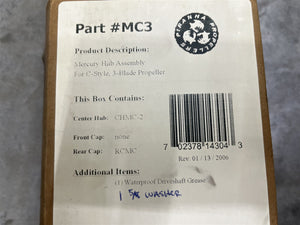 Part #MC3
PIRANHA PROPELLERS
Product Description:
Mercury Hub Assembly
For C-Style, 3-Blade Propeller
This Box Contains:
Center Hub: CHMC-2
Front Cap: none
Rear Cap: RCMC
7 02378 14304 3
Rev. 01 / 13 / 2006
Additional Items:
(1) Waterproof Driveshaft Grease
1 5/8 WASHER